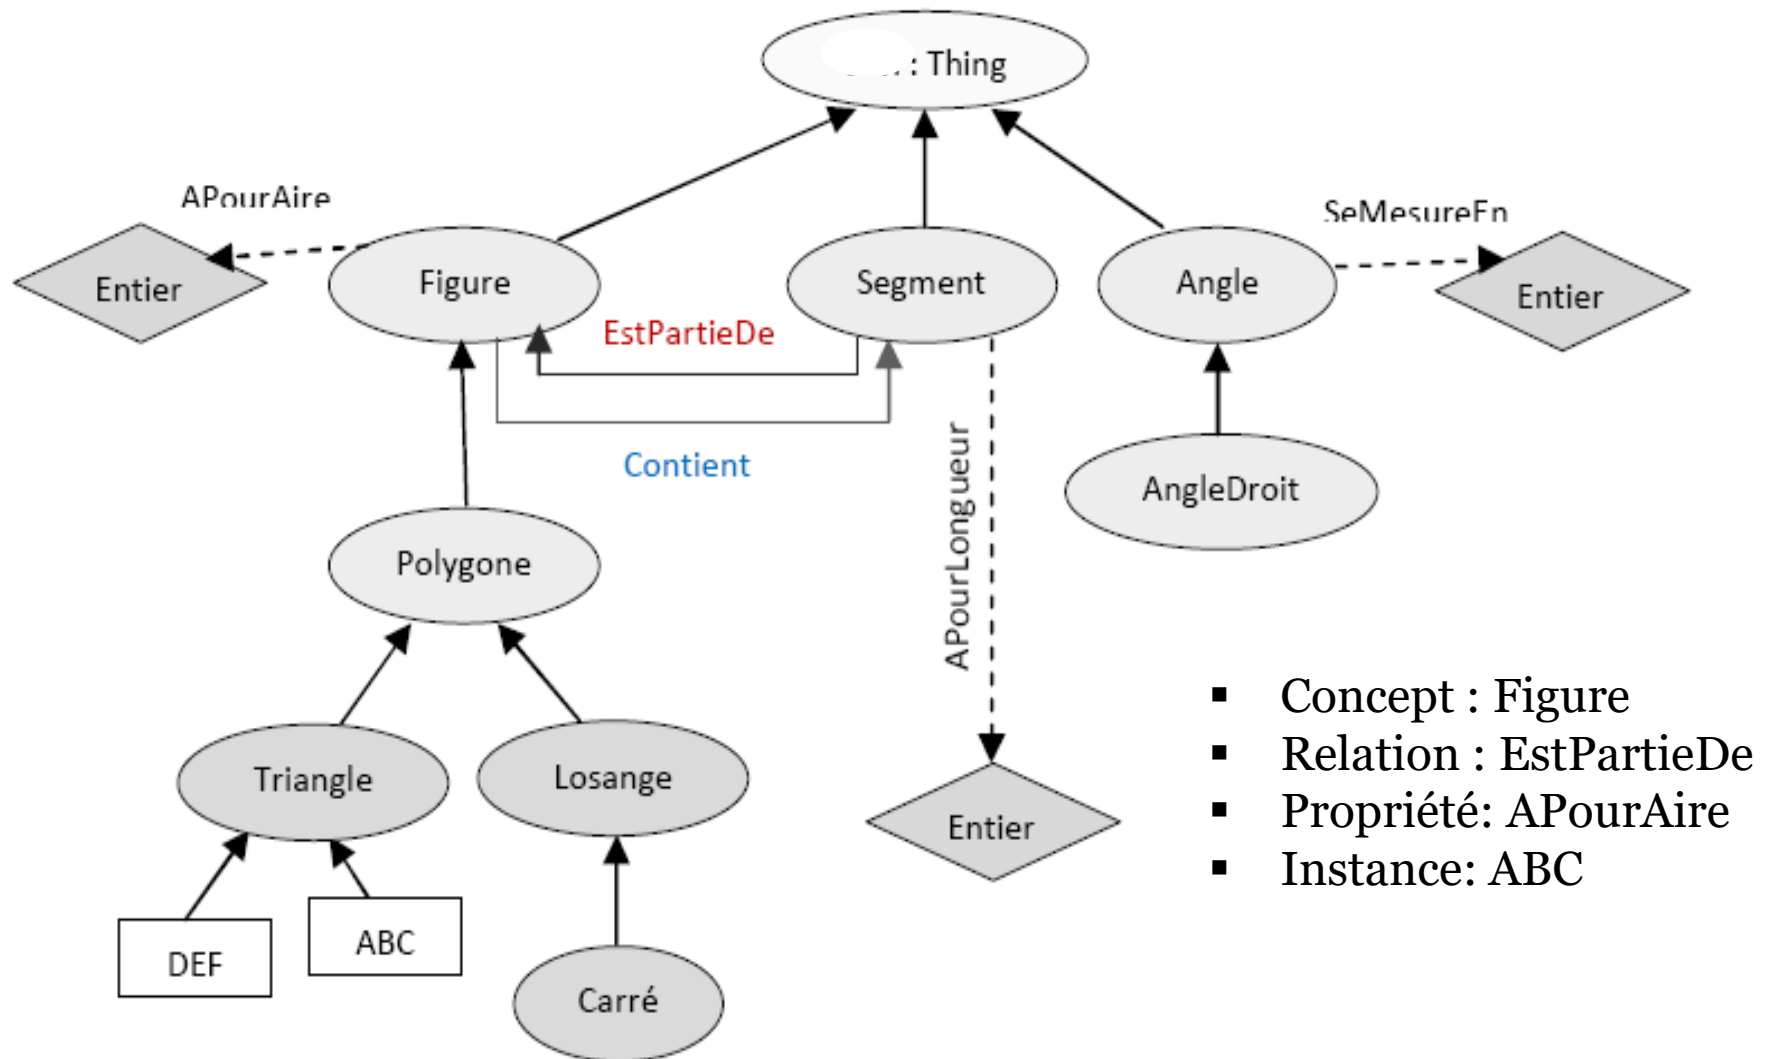 : Thing
APourAire
SeMesureEn
Entier
Figure
Segment
Angle
Entier
EstPartieDe
Contient
APourLongueur
AngleDroit
Polygone
Triangle
Losange
Entier
DEF
ABC
Carré
▪ Concept : Figure
▪ Relation : EstPartieDe
▪ Propriété: APourAire
▪ Instance: ABC